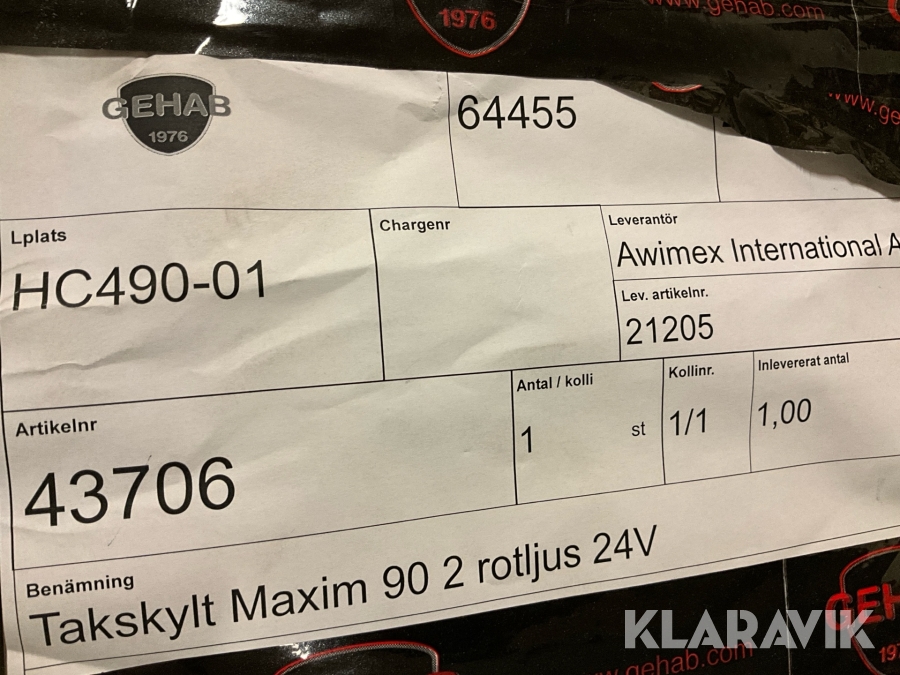 1976
www.gehab.com
www.ge
GEHAB
1976
64455
Lplats
HC490-01
Chargenr
Leverantör
Awimex International A
Lev. artikelnr.
21205
Artikelnr
43706
Antal / kolli
1 st
Kollinr.
1/1
Inlevererat antal
1,00
Benämning
Takskylt Maxim 90 2 rotljus 24V
GEH
197
www.gehab.com
KLARAVIK